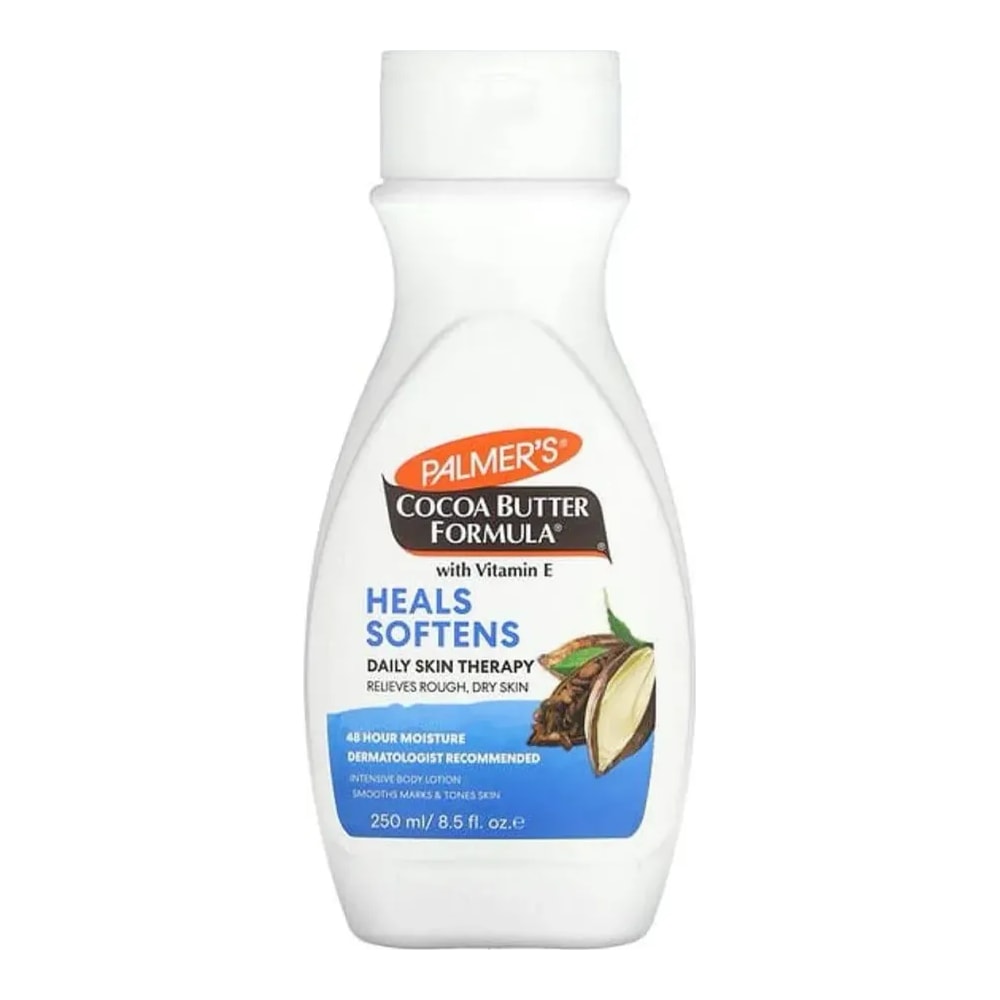 PALMER'S®
COCOA BUTTER
FORMULA®
®
with Vitamin E
HEALS
SOFTENS
DAILY SKIN THERAPY
RELIEVES ROUGH, DRY SKIN
48 HOUR MOISTURE
DERMATOLOGIST RECOMMENDED
INTENSIVE BODY LOTION
SMOOTHS MARKS & TONES SKIN
250 ml/ 8.5 fl. oz.℮